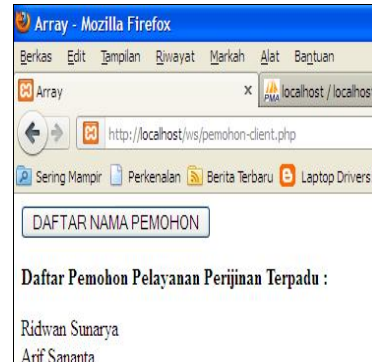 Array - Mozilla Firefox
Berkas Edit Tampilan Riwayat Markah Alat Bantuan
Array x PMA localhost / localhos
http://localhost/ws/pemohon-client.php
Sering Mampir Perkenalan Berita Terbaru Laptop Drivers
DAFTAR NAMA PEMOHON
Daftar Pemohon Pelayanan Perijinan Terpadu :
Ridwan Sunarya
Arif Sananta